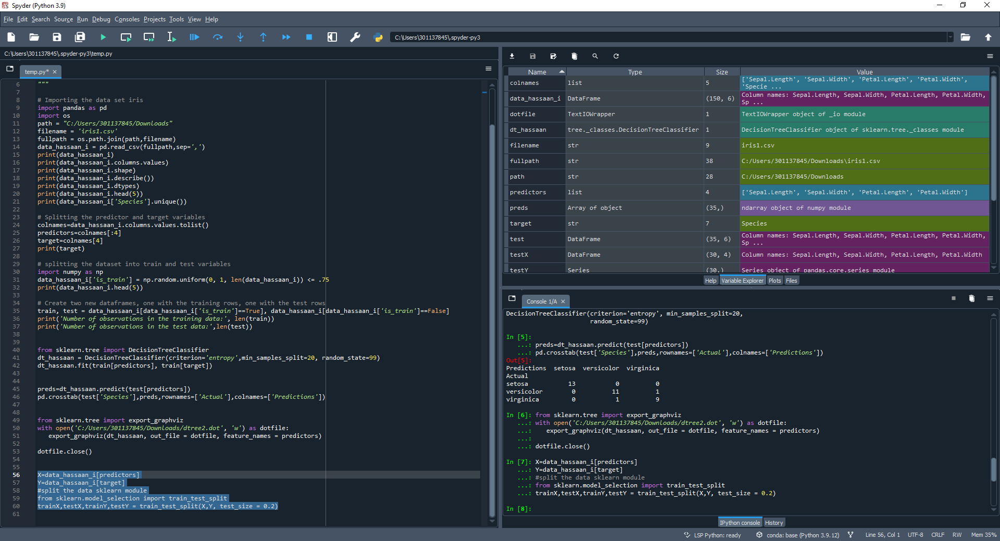 Spyder (Python 3.9)
File Edit Search Source Run Debug Consoles Projects Tools View Help
C:\Users\301137845\.spyder-py3
C:\Users\301137845\.spyder-py3\temp.py
temp.py*
6 """
7
8 # Importing the data set iris
9 import pandas as pd
10 import os
11 path = "C:/Users/301137845/Downloads"
12 filename = 'iris1.csv'
13 fullpath = os.path.join(path,filename)
14 data_hassaan_i = pd.read_csv(fullpath,sep=',')
15 print(data_hassaan_i)
16 print(data_hassaan_i.columns.values)
17 print(data_hassaan_i.shape)
18 print(data_hassaan_i.describe())
19 print(data_hassaan_i.dtypes)
20 print(data_hassaan_i.head(5))
21 print(data_hassaan_i['Species'].unique())
22
23 # Splitting the predictor and target variables
24 colnames=data_hassaan_i.columns.values.tolist()
25 predictors=colnames[:4]
26 target=colnames[4]
27 print(target)
28
29 # splitting the dataset into train and test variables
30 import numpy as np
31 data_hassaan_i['is_train'] = np.random.uniform(0, 1, len(data_hassaan_i)) <= .75
32 print(data_hassaan_i.head(5))
33
34 # Create two new dataframes, one with the training rows, one with the test rows
35 train, test = data_hassaan_i[data_hassaan_i['is_train']==True], data_hassaan_i[data_hassaan_i['is_train']==False]
36 print('Number of observations in the training data:', len(train))
37 print('Number of observations in the test data:',len(test))
38
39
40 from sklearn.tree import DecisionTreeClassifier
41 dt_hassaan = DecisionTreeClassifier(criterion='entropy',min_samples_split=20, random_state=99)
42 dt_hassaan.fit(train[predictors], train[target])
43
44
45 preds=dt_hassaan.predict(test[predictors])
46 pd.crosstab(test['Species'],preds,rownames=['Actual'],colnames=['Predictions'])
47
48
49 from sklearn.tree import export_graphviz
50 with open('C:/Users/301137845/Downloads/dtree2.dot', 'w') as dotfile:
51 export_graphviz(dt_hassaan, out_file = dotfile, feature_names = predictors)
52
53 dotfile.close()
54
55
56 X=data_hassaan_i[predictors]
57 Y=data_hassaan_i[target]
58 #split the data sklearn module
59 from sklearn.model_selection import train_test_split
60 trainX,testX,trainY,testY = train_test_split(X,Y, test_size = 0.2)
61
Name Type Size Value
colnames list 5 ['Sepal.Length', 'Sepal.Width', 'Petal.Length', 'Petal.Width',
'Specie ...
data_hassaan_i DataFrame (150, 6) Column names: Sepal.Length, Sepal.Width, Petal.Length, Petal.Width,
Sp ...
dotfile TextIOWrapper 1 TextIOWrapper object of _io module
dt_hassaan tree._classes.DecisionTreeClassifier 1 DecisionTreeClassifier object of sklearn.tree._classes module
filename str 9 iris1.csv
fullpath str 38 C:/Users/301137845/Downloads\iris1.csv
path str 28 C:/Users/301137845/Downloads
predictors list 4 ['Sepal.Length', 'Sepal.Width', 'Petal.Length', 'Petal.Width']
preds Array of object (35,) ndarray object of numpy module
target str 7 Species
test DataFrame (35, 6) Column names: Sepal.Length, Sepal.Width, Petal.Length, Petal.Width,
Sp ...
testX DataFrame (30, 4) Column names: Sepal.Length, Sepal.Width, Petal.Length, Petal.Width
testY Series (30,) Series object of pandas.core.series module
Help Variable Explorer Plots Files
Console 1/A
DecisionTreeClassifier(criterion='entropy', min_samples_split=20,
random_state=99)
In [5]:
...: preds=dt_hassaan.predict(test[predictors])
...: pd.crosstab(test['Species'],preds,rownames=['Actual'],colnames=['Predictions'])
Out[5]:
Predictions setosa versicolor virginica
Actual
setosa 13 0 0
versicolor 0 11 1
virginica 0 1 9
In [6]: from sklearn.tree import export_graphviz
...: with open('C:/Users/301137845/Downloads/dtree2.dot', 'w') as dotfile:
...: export_graphviz(dt_hassaan, out_file = dotfile, feature_names = predictors)
...:
...: dotfile.close()
In [7]: X=data_hassaan_i[predictors]
...: Y=data_hassaan_i[target]
...: #split the data sklearn module
...: from sklearn.model_selection import train_test_split
...: trainX,testX,trainY,testY = train_test_split(X,Y, test_size = 0.2)
In [8]:
IPython console History
LSP Python: ready conda: base (Python 3.9.12) Line 56, Col 1 UTF-8 CRLF RW Mem 35%